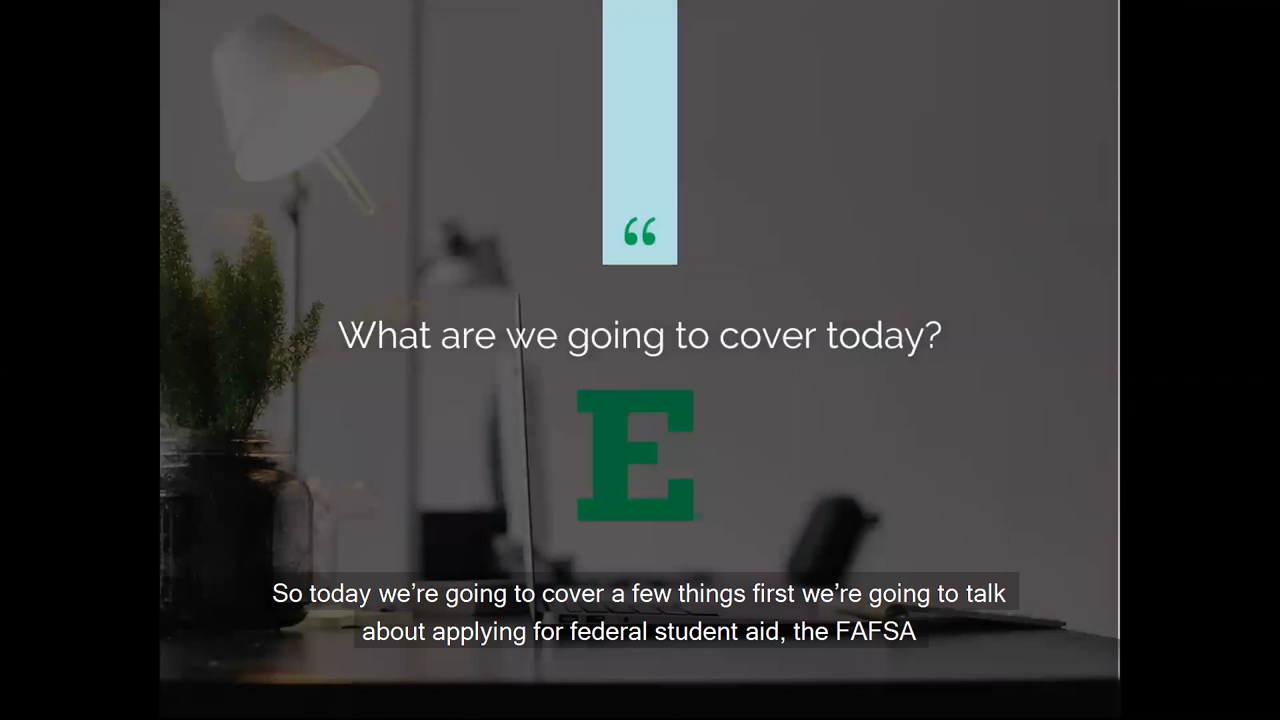 “
What are we going to cover today?
E
So today we’re going to cover a few things first we’re going to talk
about applying for federal student aid, the FAFSA